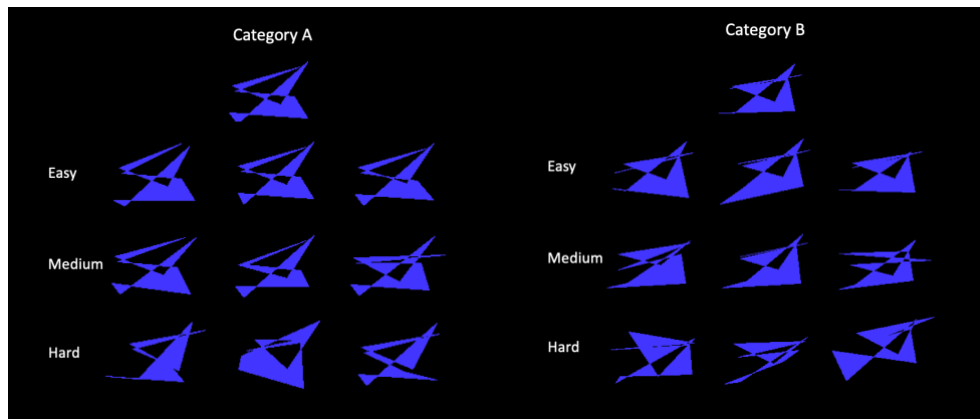 Category A
Category B
Easy
Easy
Medium
Medium
Hard
Hard